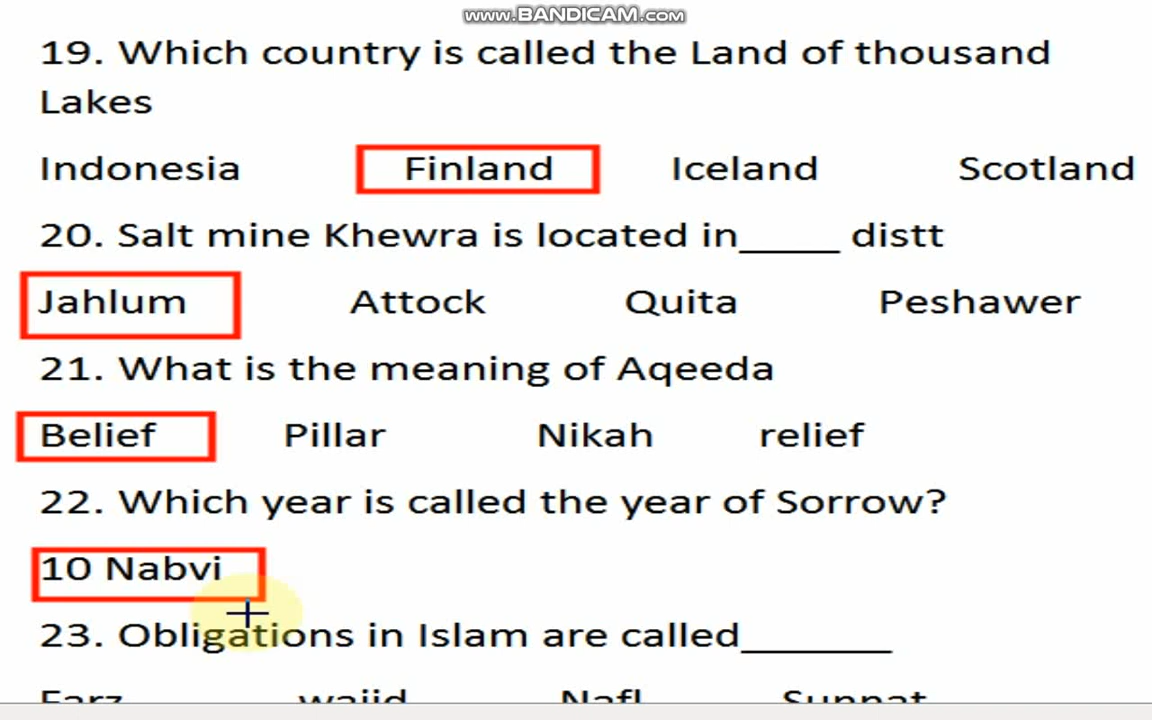 www.BANDICAM.com
19. Which country is called the Land of thousand
Lakes
Indonesia Finland Iceland Scotland
20. Salt mine Khewra is located in____ distt
Jahlum Attock Quita Peshawer
21. What is the meaning of Aqeeda
Belief Pillar Nikah relief
22. Which year is called the year of Sorrow?
10 Nabvi
23. Obligations in Islam are called______
Farz wajid Nafl Sunnat